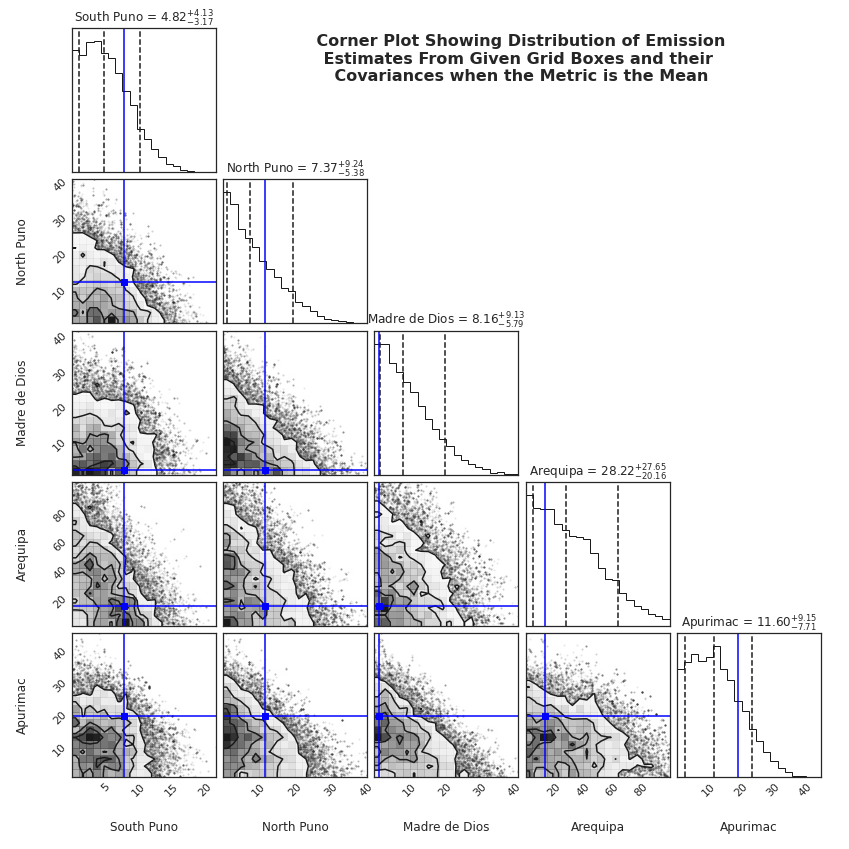 South Puno = 4.82+4.13−3.17
Corner Plot Showing Distribution of Emission
Estimates From Given Grid Boxes and their
Covariances when the Metric is the Mean
North Puno = 7.37+9.24−5.38
40
30
20
10
North Puno
Madre de Dios = 8.16+9.13−5.79
40
30
20
10
Madre de Dios
Arequipa = 28.22+27.65−20.16
80
60
40
20
Arequipa
Apurimac = 11.60+9.15−7.71
40
30
20
10
Apurimac
5 10 15 20
10 20 30 40
10 20 30 40
20 40 60 80
10 20 30 40
South Puno North Puno Madre de Dios Arequipa Apurimac